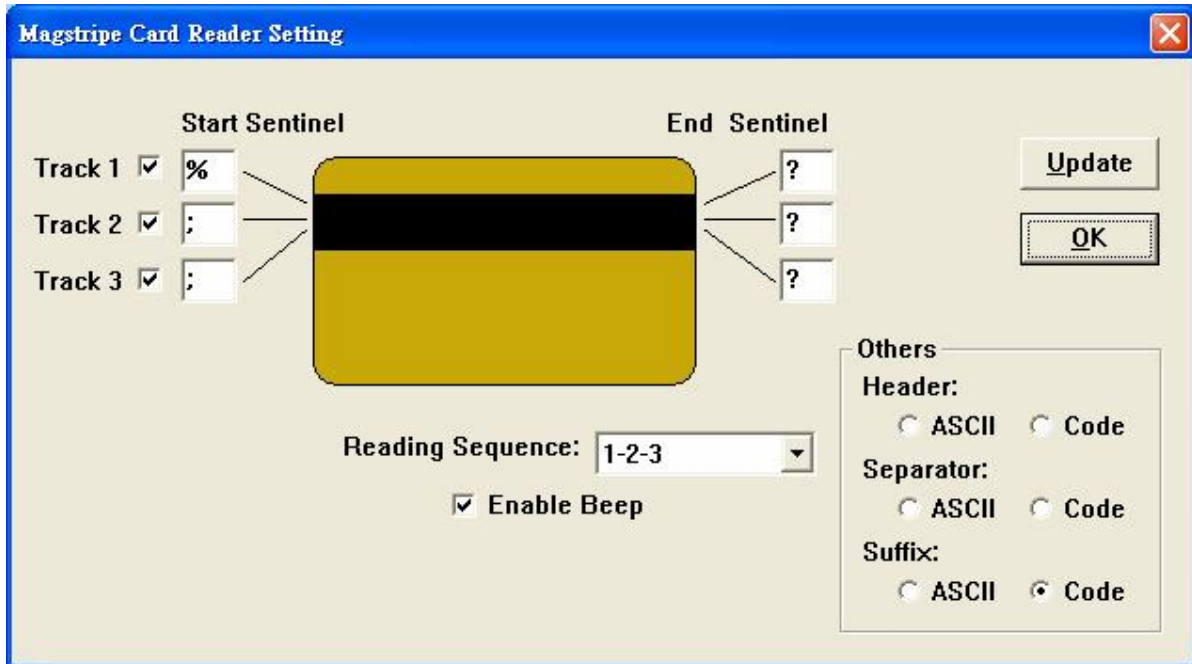 Magstripe Card Reader Setting
Start Sentinel
End Sentinel
Track 1 %
?
Track 2 ;
?
Track 3 ;
?
Update
OK
Reading Sequence: 1-2-3
Enable Beep
Others
Header:
ASCII Code
Separator:
ASCII Code
Suffix:
ASCII Code